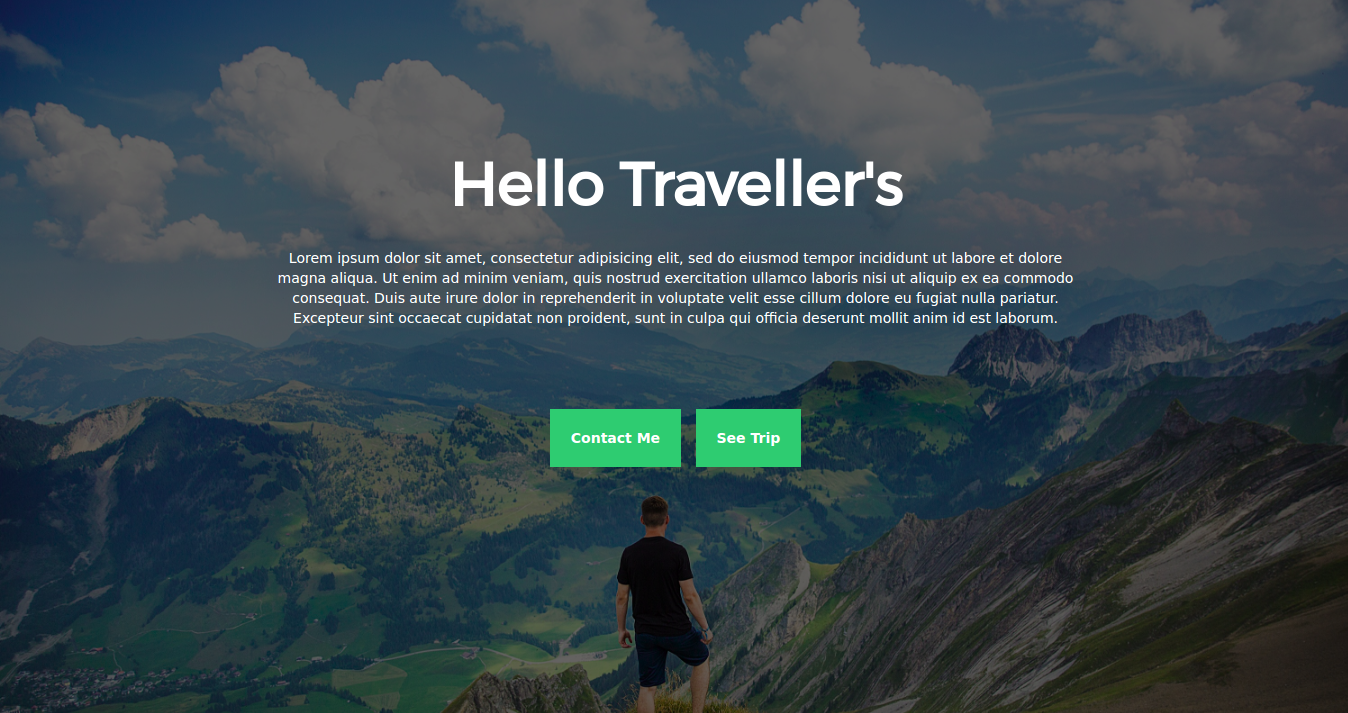 Hello Traveller's
Lorem ipsum dolor sit amet, consectetur adipisicing elit, sed do eiusmod tempor incididunt ut labore et dolore
magna aliqua. Ut enim ad minim veniam, quis nostrud exercitation ullamco laboris nisi ut aliquip ex ea commodo
consequat. Duis aute irure dolor in reprehenderit in voluptate velit esse cillum dolore eu fugiat nulla pariatur.
Excepteur sint occaecat cupidatat non proident, sunt in culpa qui officia deserunt mollit anim id est laborum.
Contact Me
See Trip